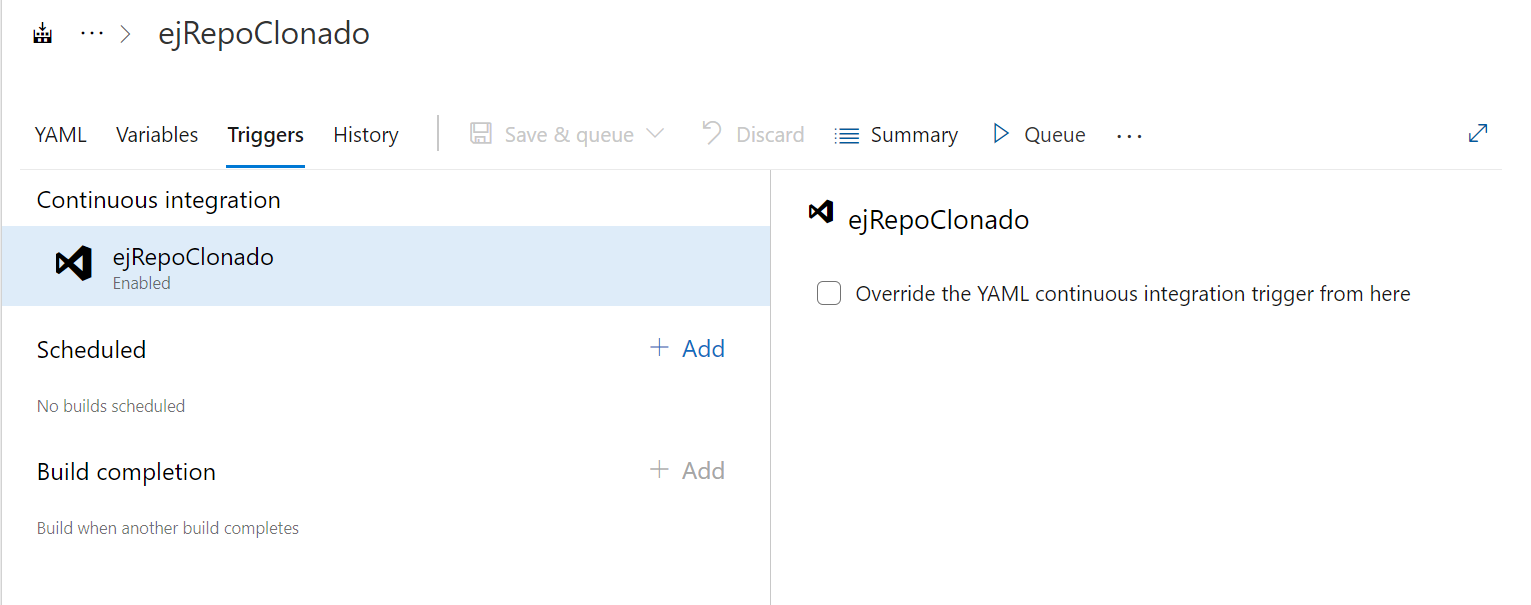 ... > ejRepoClonado
YAML Variables Triggers History Save & queue Discard Summary Queue ...
Continuous integration
ejRepoClonado
Enabled
Scheduled + Add
No builds scheduled
Build completion + Add
Build when another build completes
ejRepoClonado
Override the YAML continuous integration trigger from here